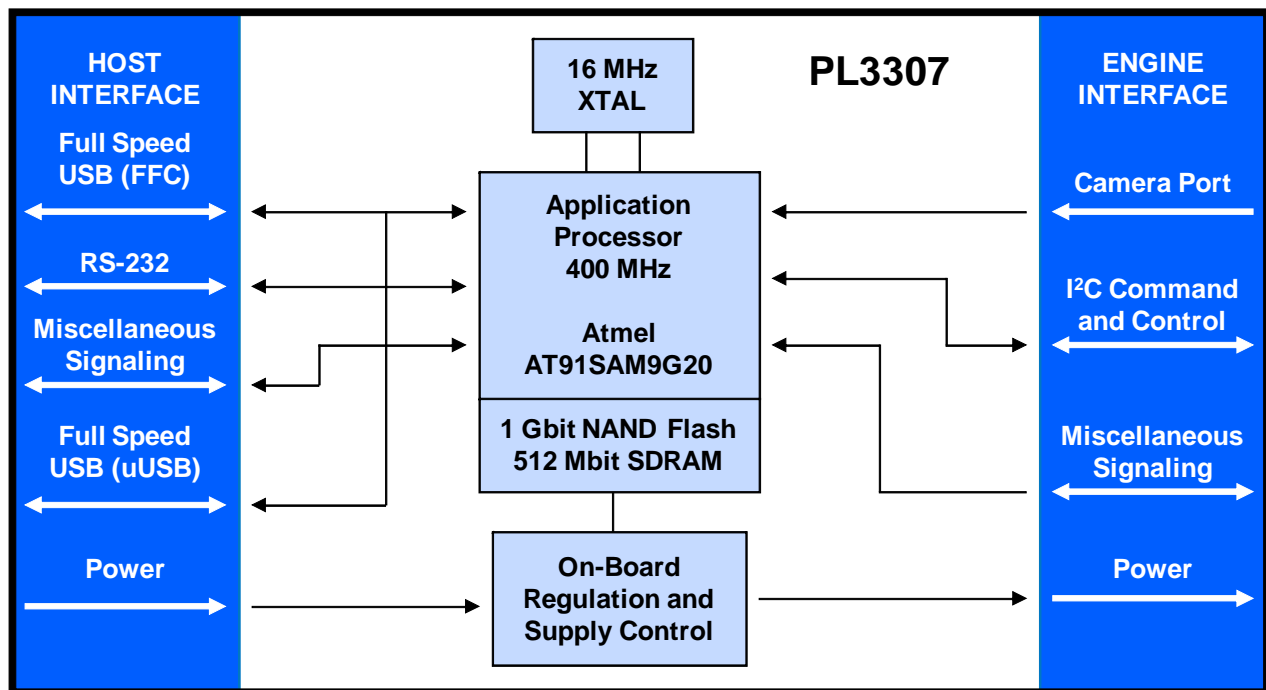 HOST
INTERFACE
Full Speed
USB (FFC)
RS-232
Miscellaneous
Signaling
Full Speed
USB (uUSB)
Power
16 MHz
XTAL
PL3307
Application
Processor
400 MHz
Atmel
AT91SAM9G20
1 Gbit NAND Flash
512 Mbit SDRAM
On-Board
Regulation and
Supply Control
ENGINE
INTERFACE
Camera Port
I²C Command
and Control
Miscellaneous
Signaling
Power